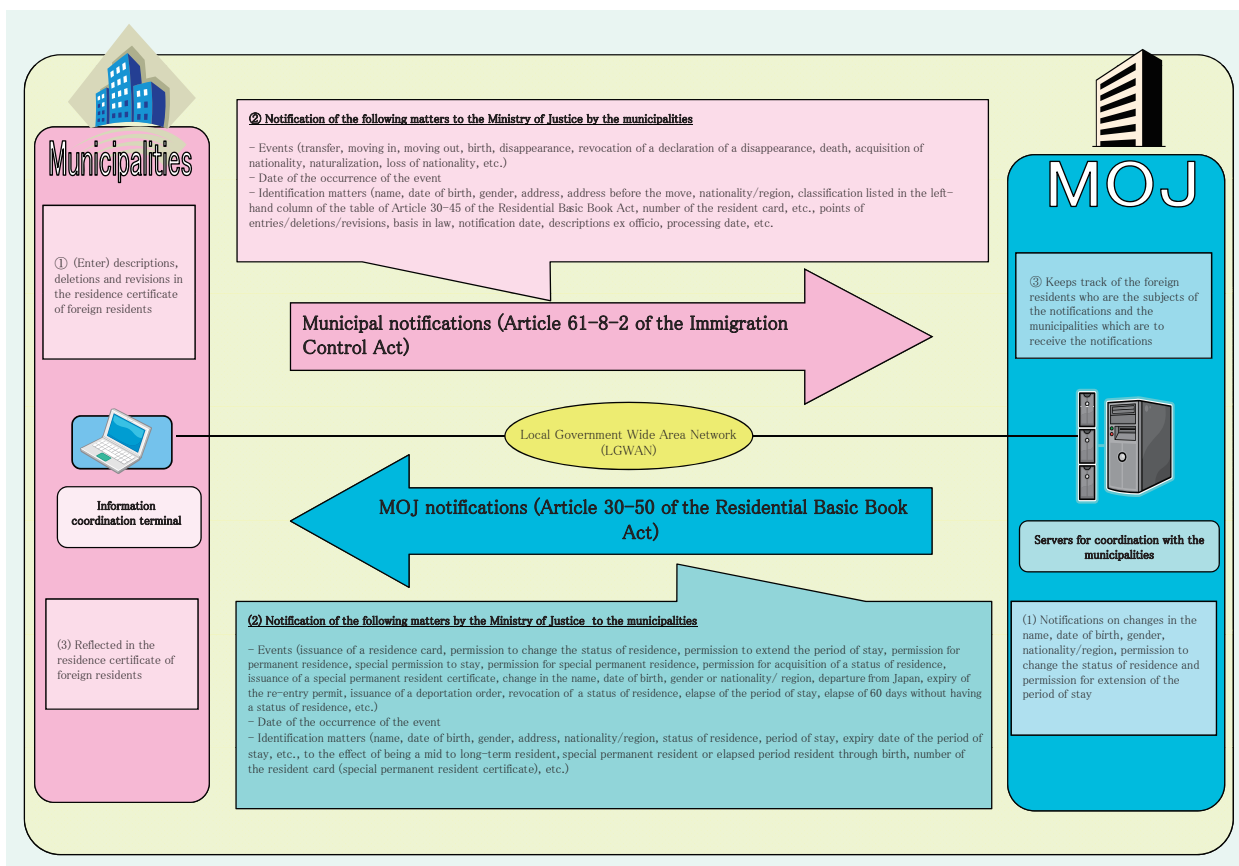 Municipalities
① (Enter) descriptions,
deletions and revisions in
the residence certificate
of foreign residents
Information
coordination terminal
(3) Reflected in the
residence certificate of
foreign residents
② Notification of the following matters to the Ministry of Justice by the municipalities
- Events (transfer, moving in, moving out, birth, disappearance, revocation of a declaration of a disappearance, death, acquisition of
nationality, naturalization, loss of nationality, etc.)
- Date of the occurrence of the event
- Identification matters (name, date of birth, gender, address, address before the move, nationality/region, classification listed in the left-
hand column of the table of Article 30-45 of the Residential Basic Book Act, number of the resident card, etc., points of
entries/deletions/revisions, basis in law, notification date, descriptions ex officio, processing date, etc.
Municipal notifications (Article 61-8-2 of the Immigration
Control Act)
Local Government Wide Area Network
(LGWAN)
MOJ notifications (Article 30-50 of the Residential Basic Book
Act)
(2) Notification of the following matters by the Ministry of Justice to the municipalities
- Events (issuance of a residence card, permission to change the status of residence, permission to extend the period of stay, permission for
permanent residence, special permission to stay, permission for special permanent residence, permission for acquisition of a status of residence,
issuance of a special permanent resident certificate, change in the name, date of birth, gender or nationality/ region, departure from Japan, expiry of
the re-entry permit, issuance of a deportation order, revocation of a status of residence, elapse of the period of stay, elapse of 60 days without having
a status of residence, etc.)
- Date of the occurrence of the event
- Identification matters (name, date of birth, gender, address, nationality/region, status of residence, period of stay, expiry date of the period of
stay, etc., to the effect of being a mid to long-term resident, special permanent resident or elapsed period resident through birth, number of
the resident card (special permanent resident certificate), etc.)
MOJ
③ Keeps track of the foreign
residents who are the subjects of
the notifications and the
municipalities which are to
receive the notifications
Servers for coordination with the
municipalities
(1) Notifications on changes in the
name, date of birth, gender,
nationality/region, permission to
change the status of residence and
permission for extension of the
period of stay